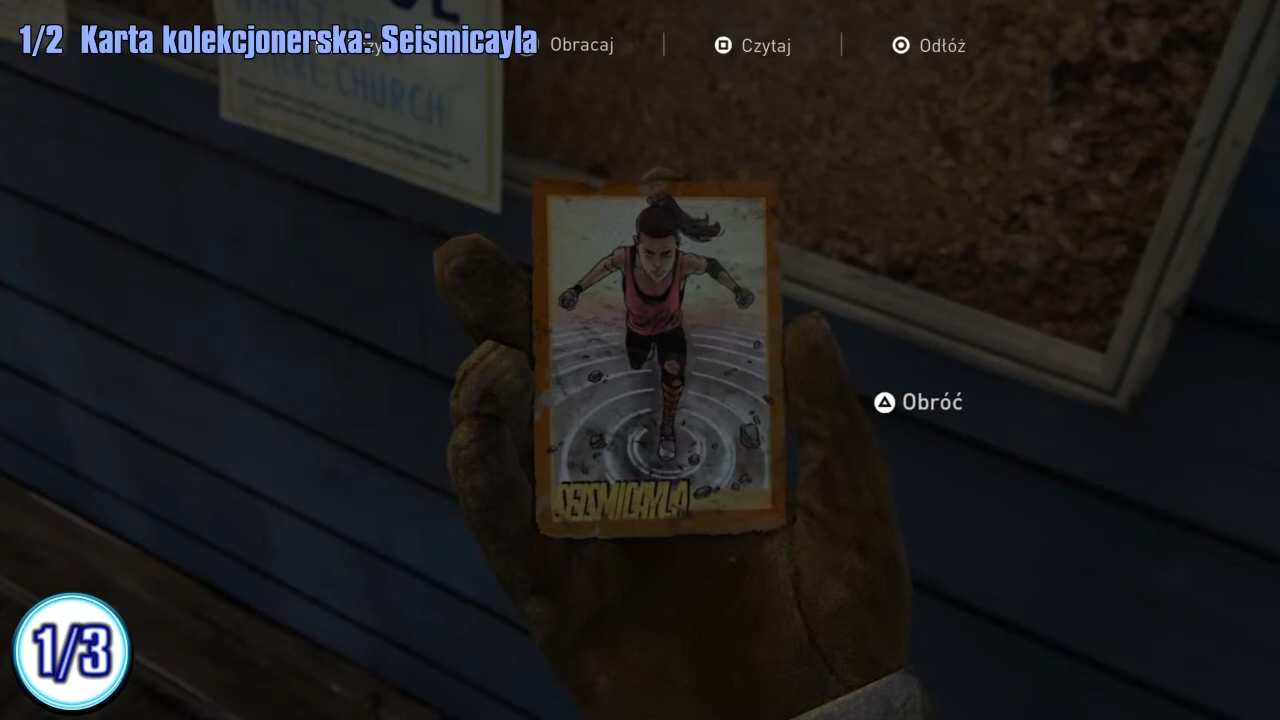 1/2 Karta kolekcjonerska: Seismicayla
Obracaj
Czytaj
Odłóż
CHURCH
Obróć
SEISMICAYLA
1/3